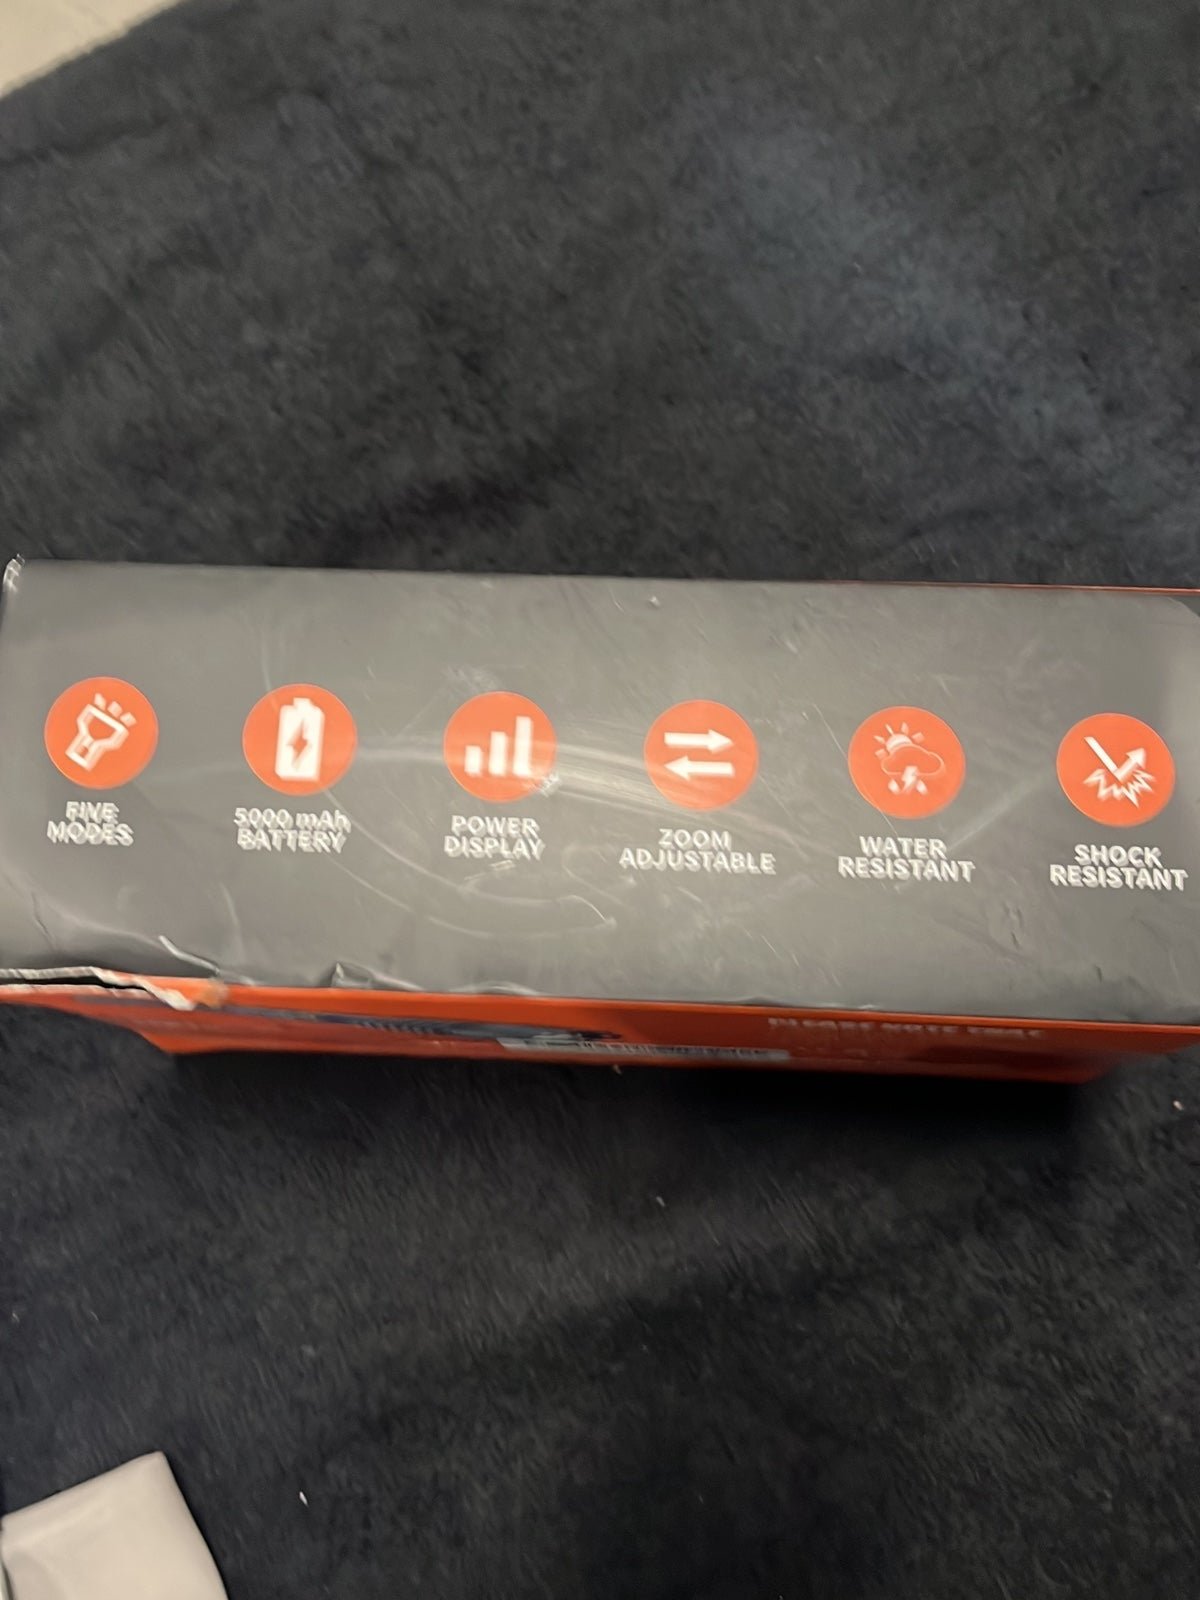 FIVE
MODES
5000 mAh
BATTERY
POWER
DISPLAY
ZOOM
ADJUSTABLE
WATER
RESISTANT
SHOCK
RESISTANT